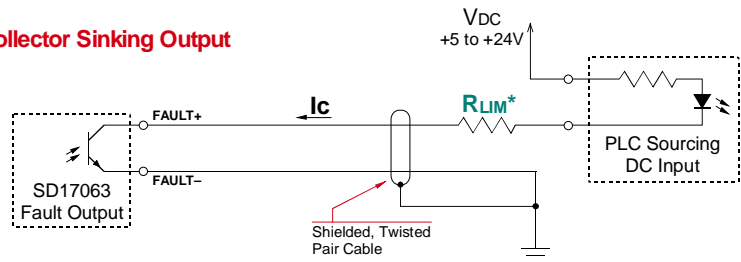 ollector Sinking Output
VDC
+5 to +24V
FAULT+
Ic
RLIM*
PLC Sourcing
DC Input
FAULT–
SD17063
Fault Output
Shielded, Twisted
Pair Cable